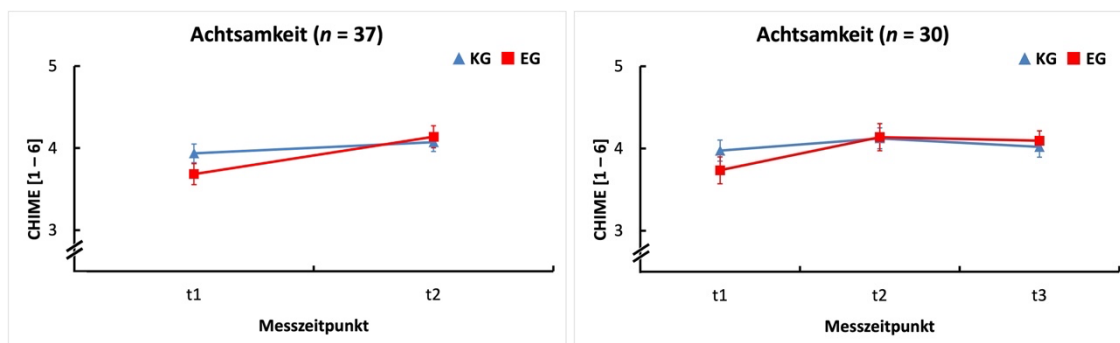 Achtsamkeit (n = 37)
KG EG
5
4
3
CHIME [1 – 6]
t1 t2
Messzeitpunkt
Achtsamkeit (n = 30)
KG EG
5
4
3
CHIME [1 – 6]
t1 t2 t3
Messzeitpunkt